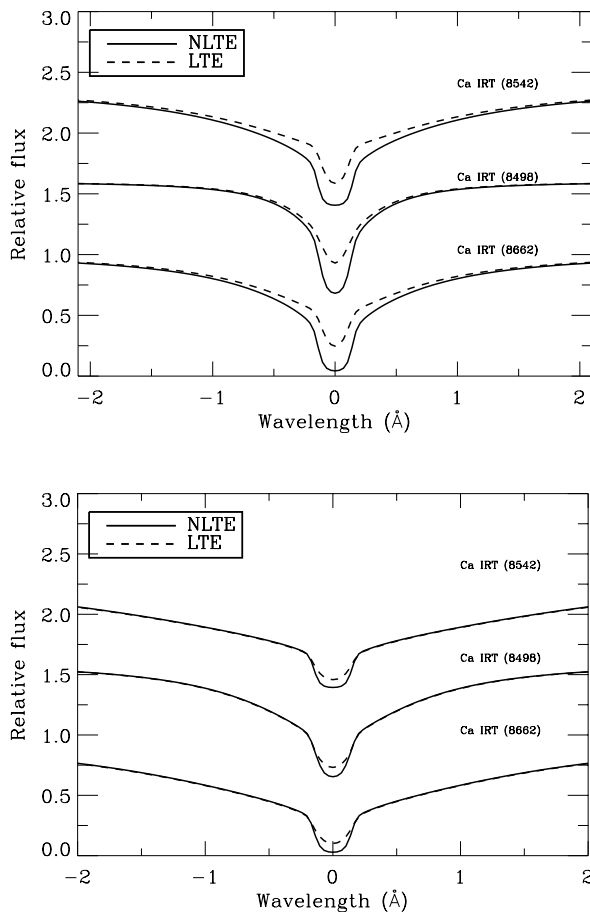 3.0
NLTE
LTE
2.5
Ca IRT (8542)
2.0
Ca IRT (8498)
1.5
1.0
Ca IRT (8662)
0.5
0.0
Relative flux
-2
-1
0
1
2
Wavelength (Å)
3.0
NLTE
LTE
2.5
Ca IRT (8542)
2.0
Ca IRT (8498)
1.5
1.0
Ca IRT (8662)
0.5
0.0
Relative flux
-2
-1
0
1
2
Wavelength (Å)